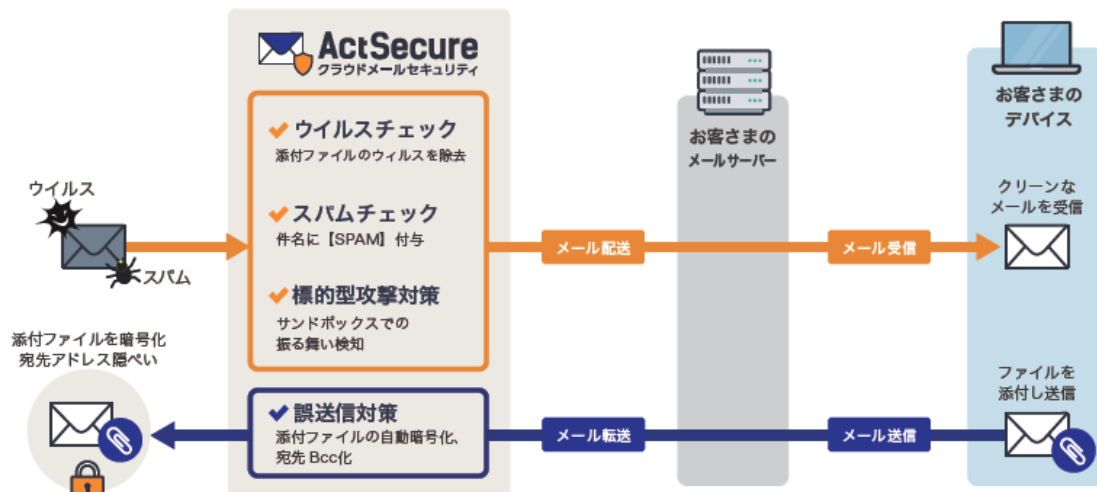 ActSecure
クラウドメールセキュリティ
ウイルスチェック
添付ファイルのウィルスを除去
スパムチェック
件名に【SPAM】付与
標的型攻撃対策
サンドボックスでの
振る舞い検知
誤送信対策
添付ファイルの自動暗号化、
宛先 Bcc化
ウイルス
スパム
添付ファイルを暗号化
宛先アドレス隠ぺい
メール配送
メール転送
お客さまの
メールサーバー
メール受信
メール送信
お客さまの
デバイス
クリーンな
メールを受信
ファイルを
添付し送信